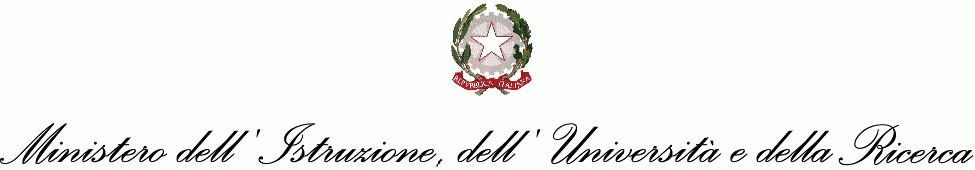 REPVBBLICA ITALIANA
Ministero dell' Istruzione, dell' Università e della Ricerca